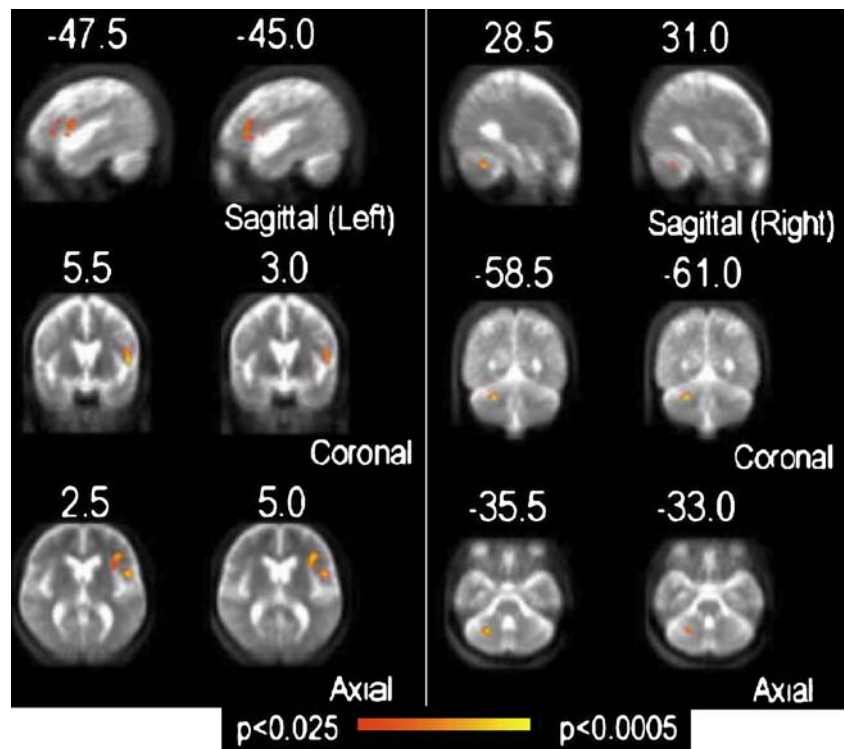 -47.5 -45.0 28.5 31.0
Sagittal (Left) Sagittal (Right)
5.5 3.0 -58.5 -61.0
Coronal Coronal
2.5 5.0 -35.5 -33.0
Axial Axial
p<0.025 p<0.0005